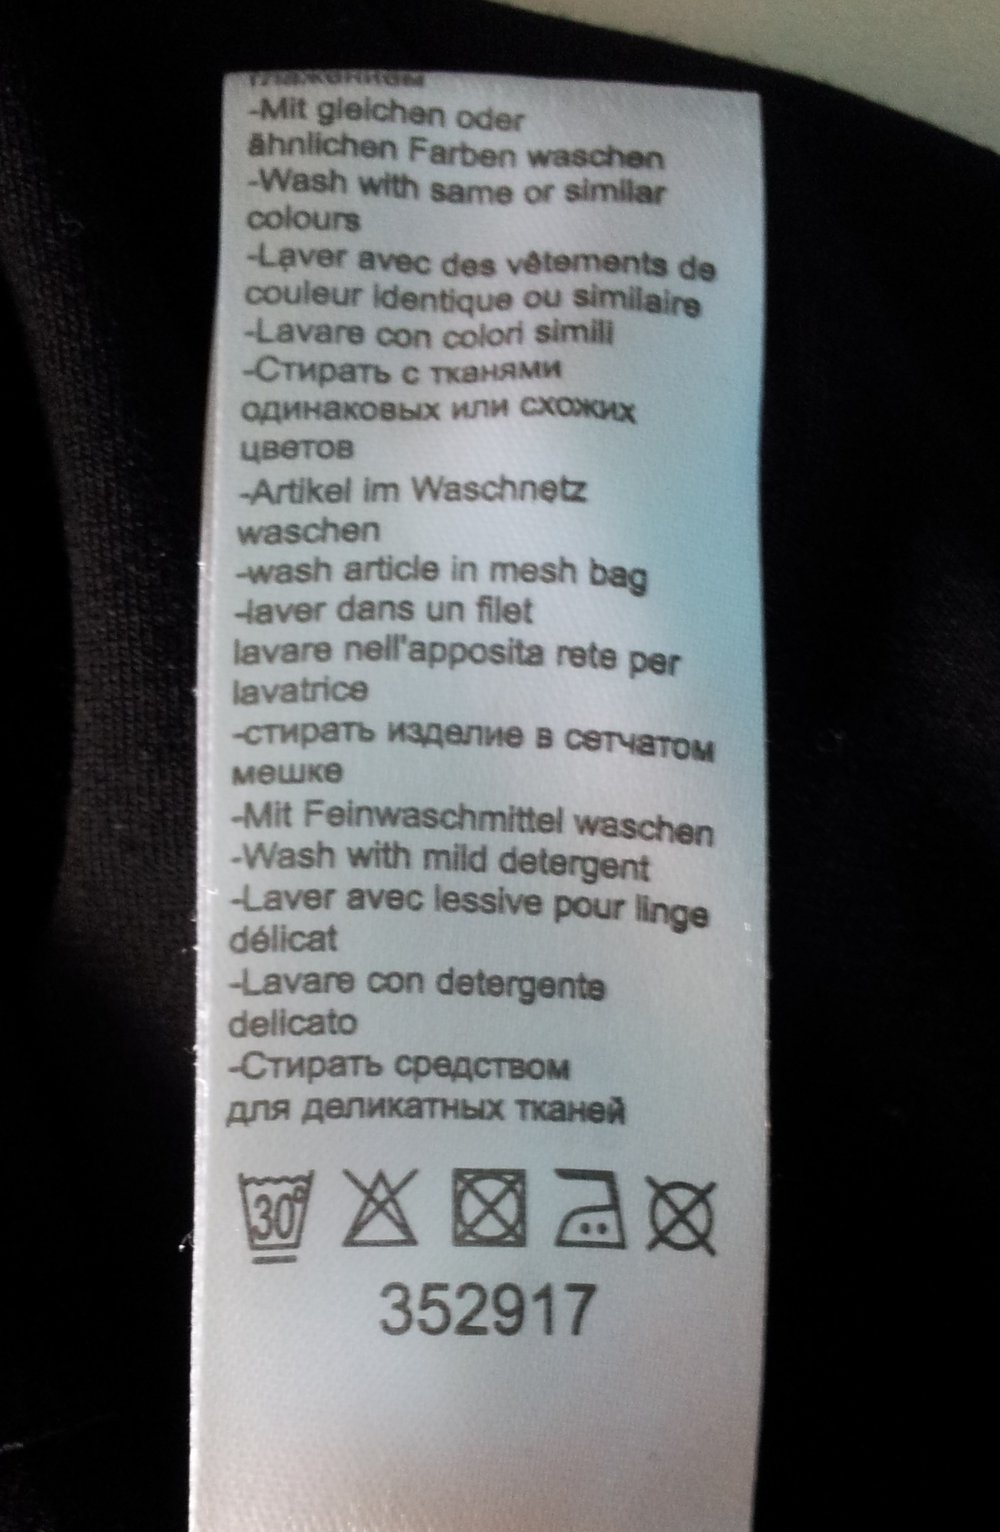 глажением
-Mit gleichen oder
ähnlichen Farben waschen
-Wash with same or similar
colours
-Laver avec des vêtements de
couleur identique ou similaire
-Lavare con colori simili
-Стирать с тканями
одинаковых или схожих
цветов
-Artikel im Waschnetz
waschen
-wash article in mesh bag
-laver dans un filet
lavare nell'apposita rete per
lavatrice
-стирать изделие в сетчатом
мешке
-Mit Feinwaschmittel waschen
-Wash with mild detergent
-Laver avec lessive pour linge
délicat
-Lavare con detergente
delicato
-Стирать средством
для деликатных тканей
30°
352917